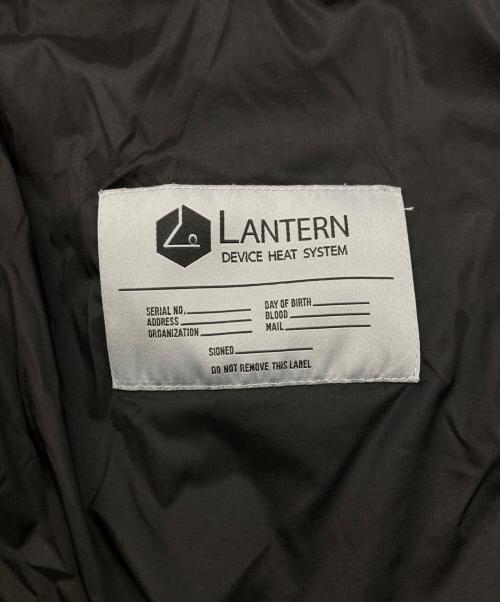 LANTERN
DEVICE HEAT SYSTEM
SERIAL NO. DAY OF BIRTH
ADDRESS BLOOD
ORGANIZATION MAIL
SIGNED
DO NOT REMOVE THIS LABEL